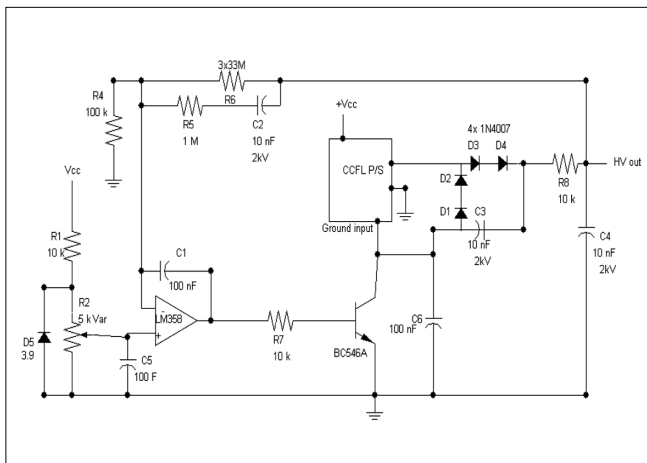 3x33M
R4
100 k
R6
R5
1 M
C2
10 nF
2kV
+Vcc
4x 1N4007
D3
D4
CCFL P/S
D2
D1
C3
10 nF
2kV
Ground input
R8
10 k
HV out
C4
10 nF
2kV
Vcc
R1
10 k
R2
5 k Var
D5
3.9
C1
100 nF
-
LM358
+
C5
100 F
R7
10 k
BC546A
C6
100 nF